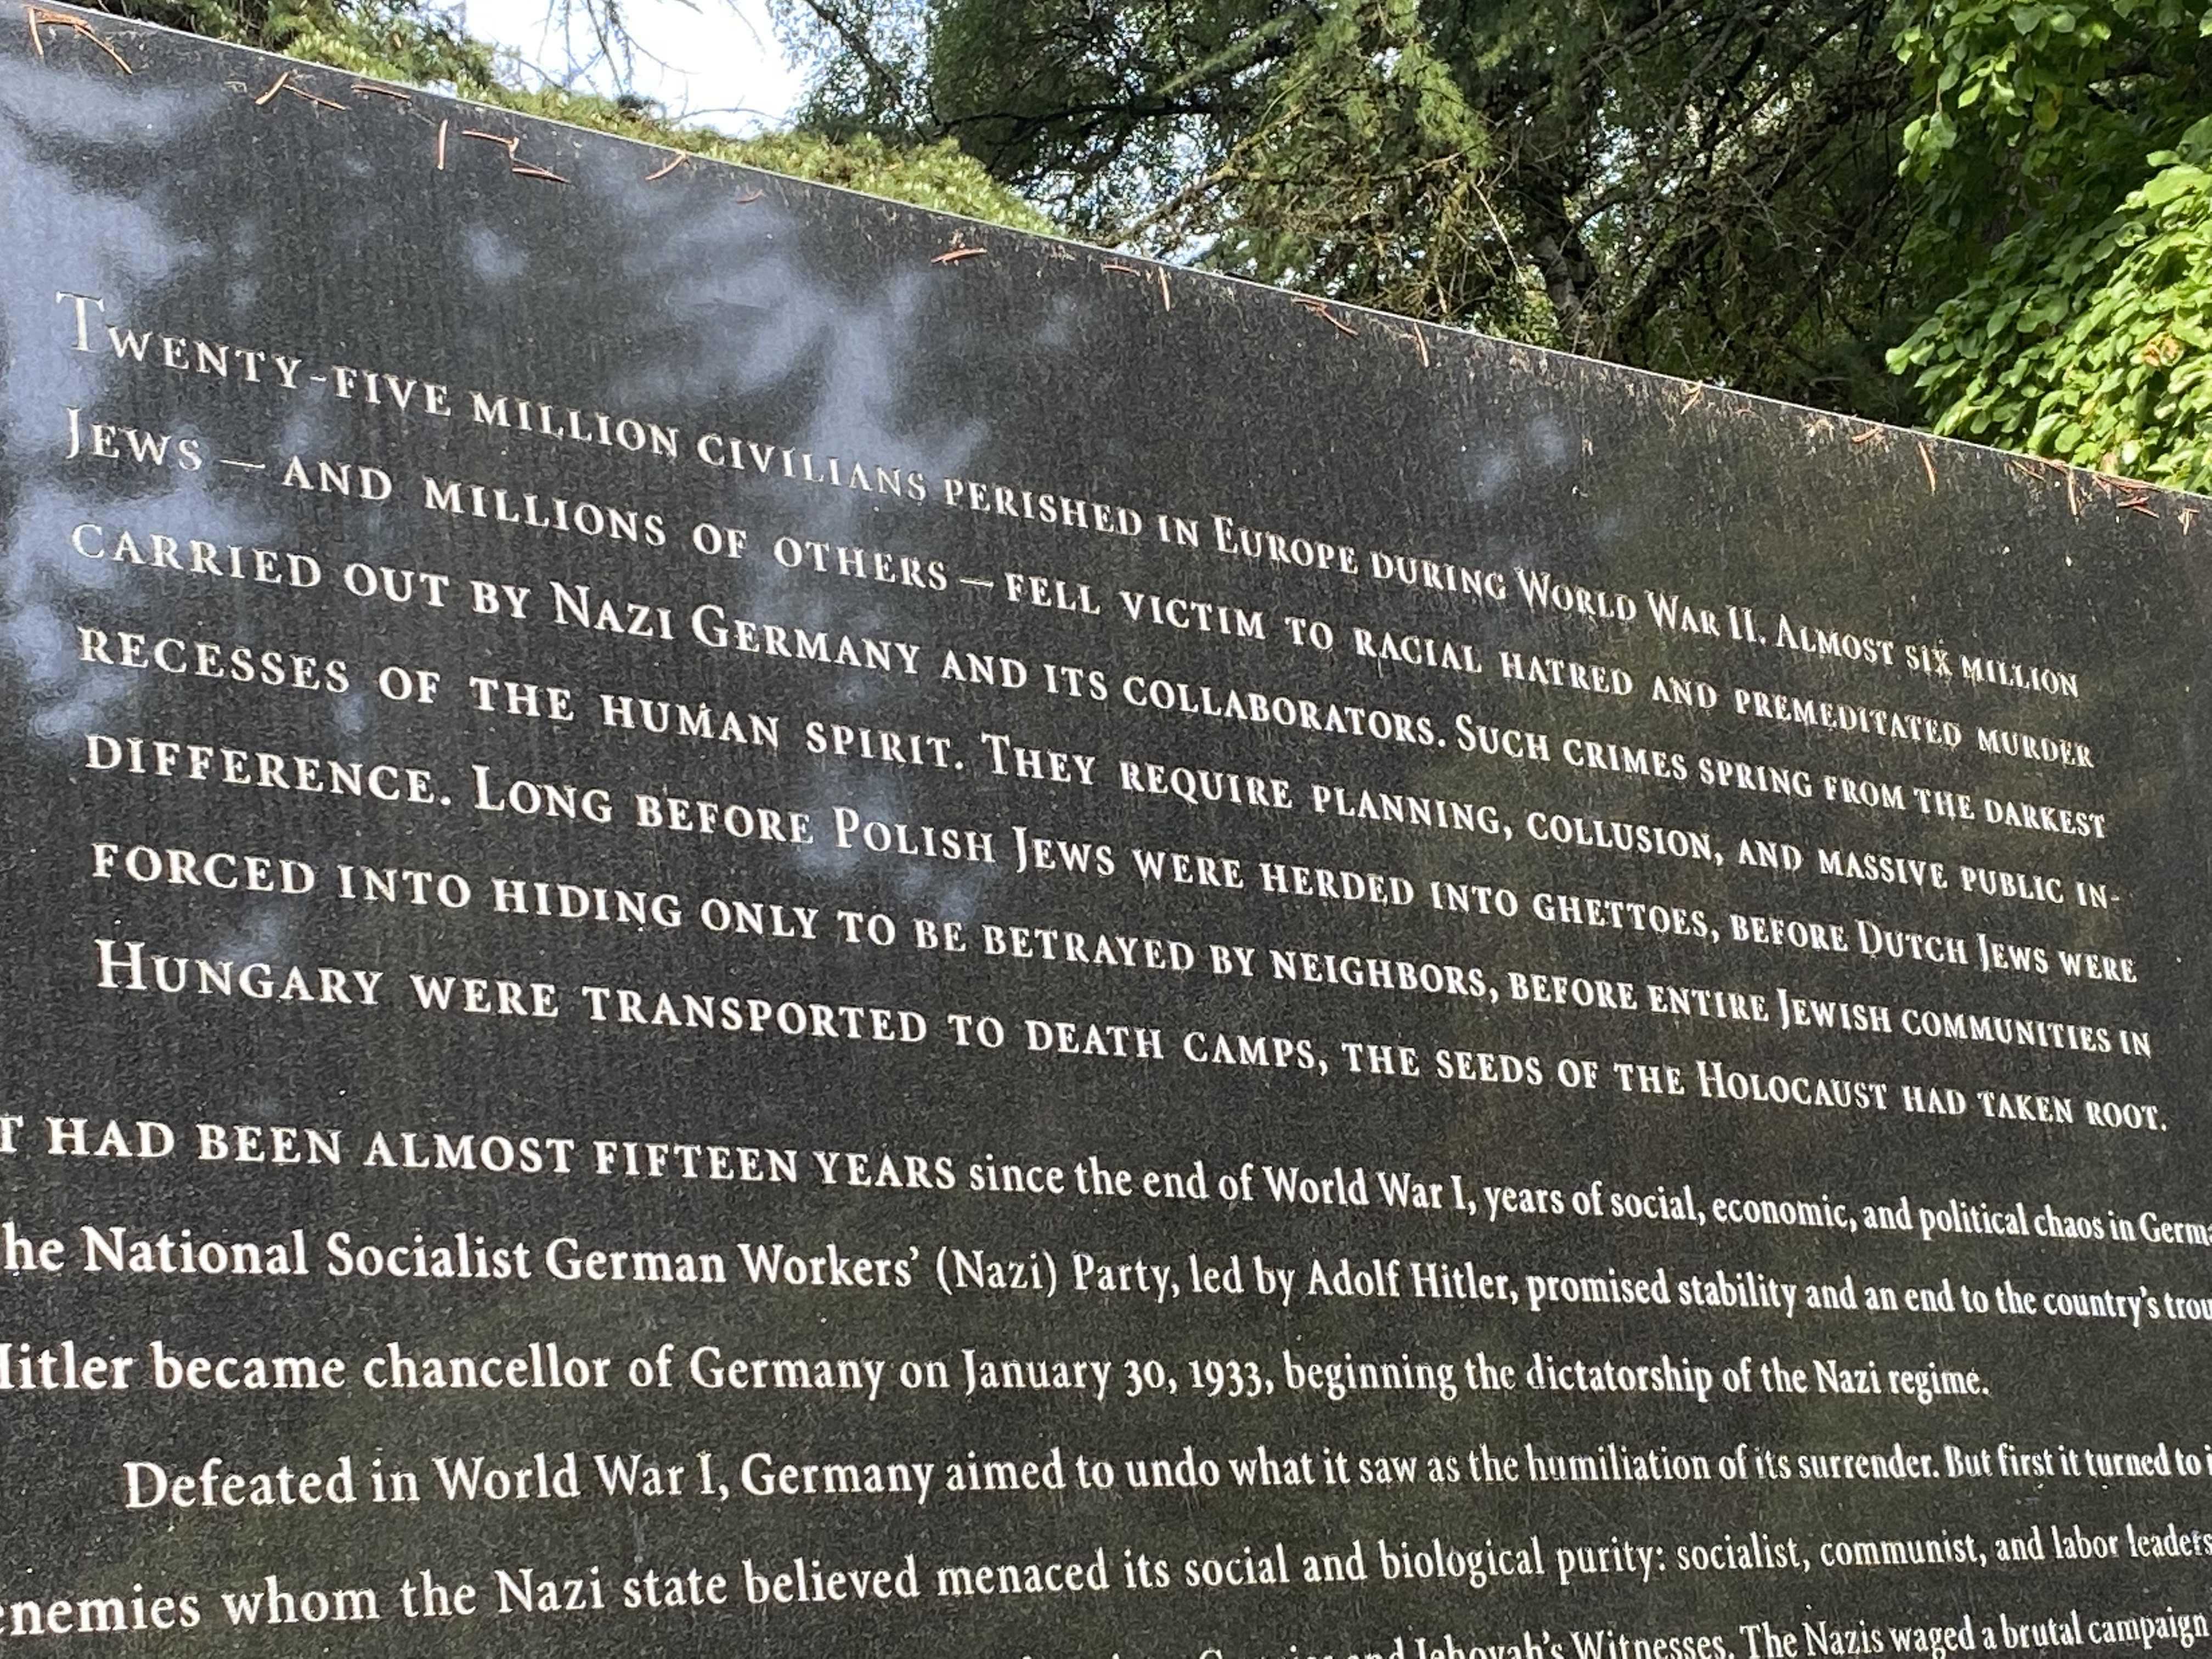 Twenty-five million civilians perished in Europe during World War II. Almost six million
Jews — and millions of others — fell victim to racial hatred and premeditated murder
carried out by Nazi Germany and its collaborators. Such crimes spring from the darkest
recesses of the human spirit. They require planning, collusion, and massive public in-
difference. Long before Polish Jews were herded into ghettoes, before Dutch Jews were
forced into hiding only to be betrayed by neighbors, before entire Jewish communities in
Hungary were transported to death camps, the seeds of the Holocaust had taken root.
T HAD BEEN ALMOST FIFTEEN YEARS since the end of World War I, years of social, economic, and political chaos in Germa
he National Socialist German Workers’ (Nazi) Party, led by Adolf Hitler, promised stability and an end to the country’s trou
Hitler became chancellor of Germany on January 30, 1933, beginning the dictatorship of the Nazi regime.
Defeated in World War I, Germany aimed to undo what it saw as the humiliation of its surrender. But first it turned to
enemies whom the Nazi state believed menaced its social and biological purity: socialist, communist, and labor leaders
and Jehovah’s Witnesses. The Nazis waged a brutal campaign